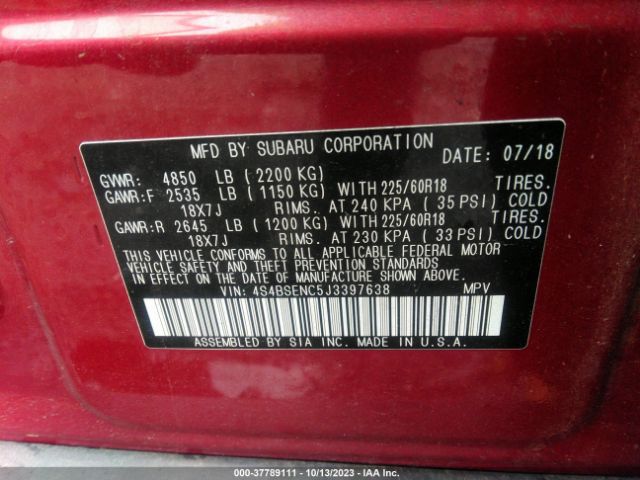 MFD BY SUBARU CORPORATION
DATE: 07/18
GVWR: 4850 LB (2200 KG)
GAWR:F 2535 LB (1150 KG) WITH 225/60R18 TIRES.
18X7J RIMS. AT 240 KPA (35 PSI) COLD
GAWR:R 2645 LB (1200 KG) WITH 225/60R18 TIRES.
18X7J RIMS. AT 230 KPA (33 PSI) COLD
THIS VEHICLE CONFORMS TO ALL APPLICABLE FEDERAL MOTOR
VEHICLE SAFETY AND THEFT PREVENTION STANDARDS
IN EFFECT ON THE DATE OF MANUFACTURE SHOWN ABOVE.
VIN: 4S4BSENC5J3397638 MPV
ASSEMBLED BY SIA INC. MADE IN U.S.A.
000-37789111 - 10/13/2023 - IAA Inc.